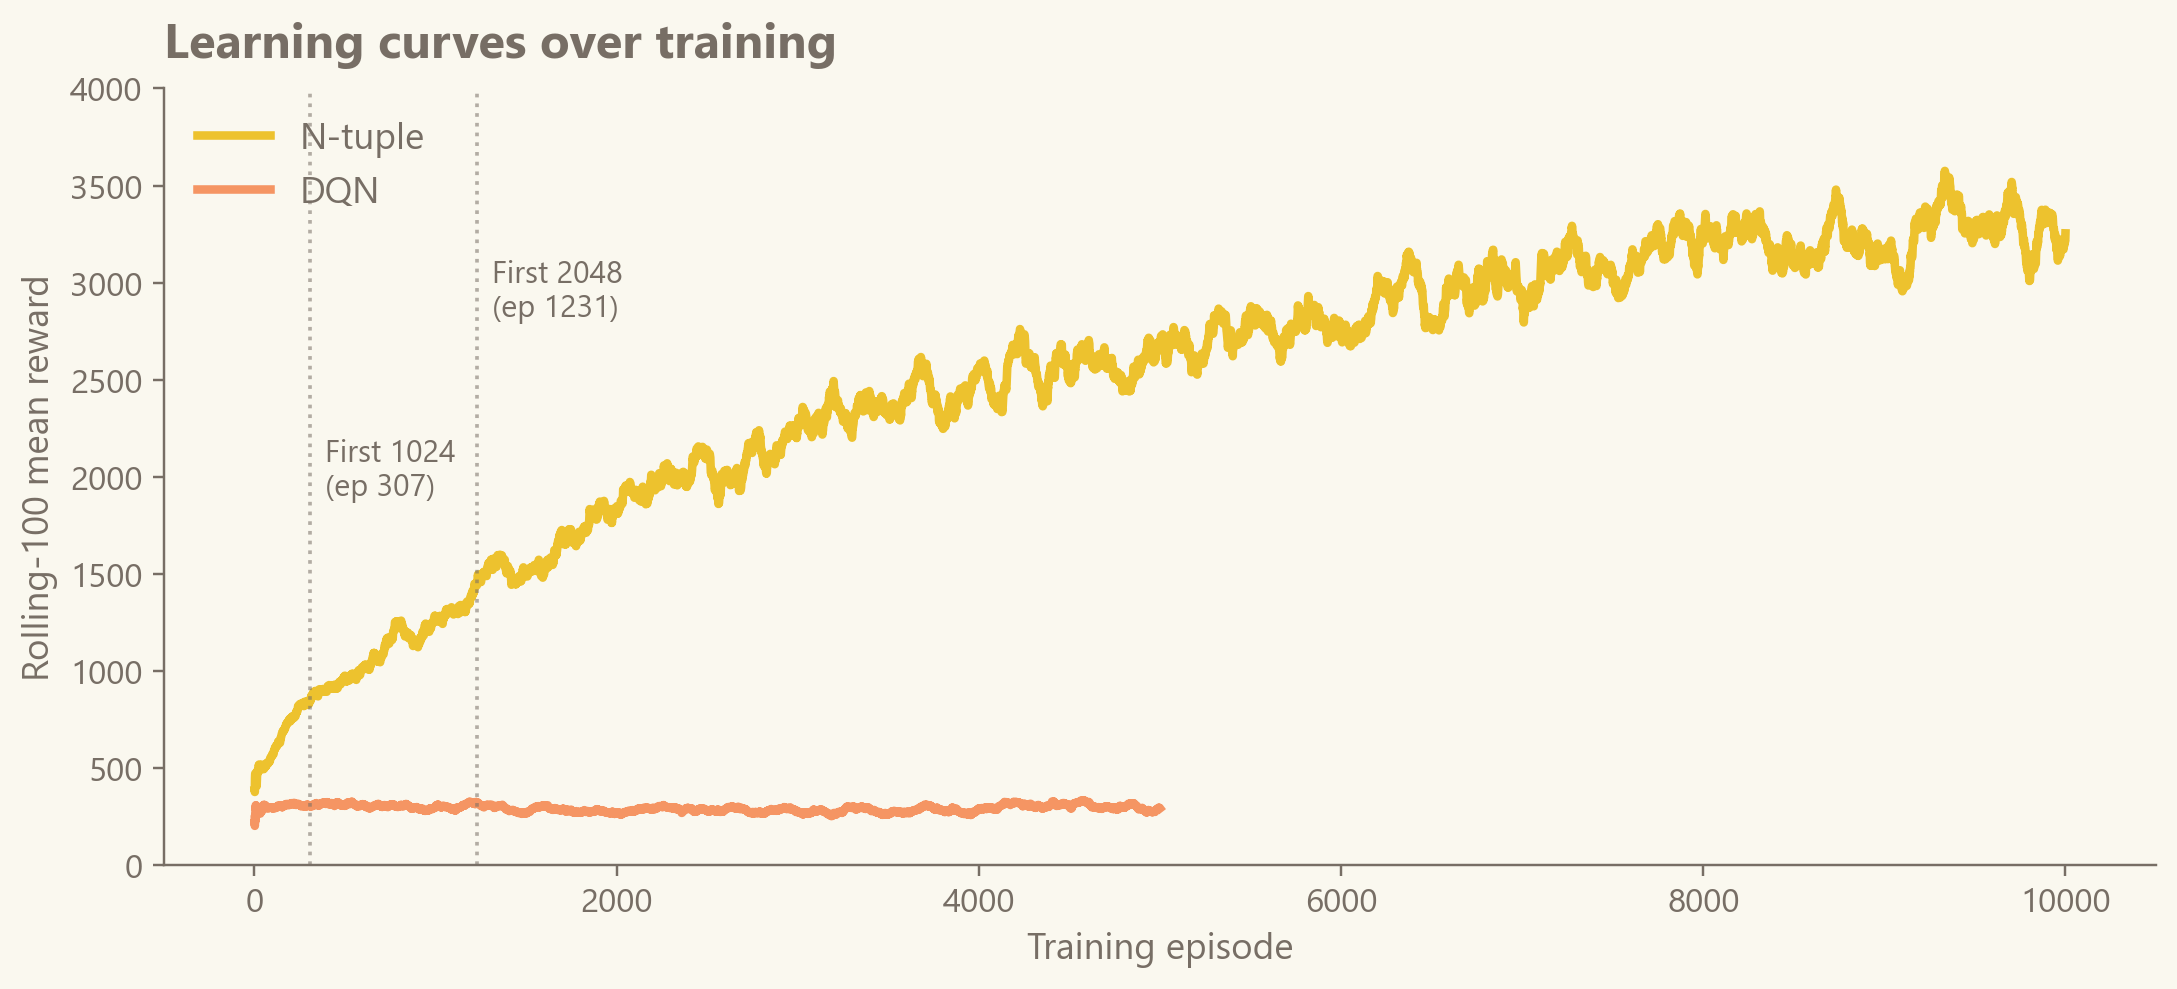 Learning curves over training
4000
3500
3000
2500
2000
1500
1000
500
0
Rolling-100 mean reward
N-tuple
DQN
First 2048
(ep 1231)
First 1024
(ep 307)
0
2000
4000
6000
8000
10000
Training episode